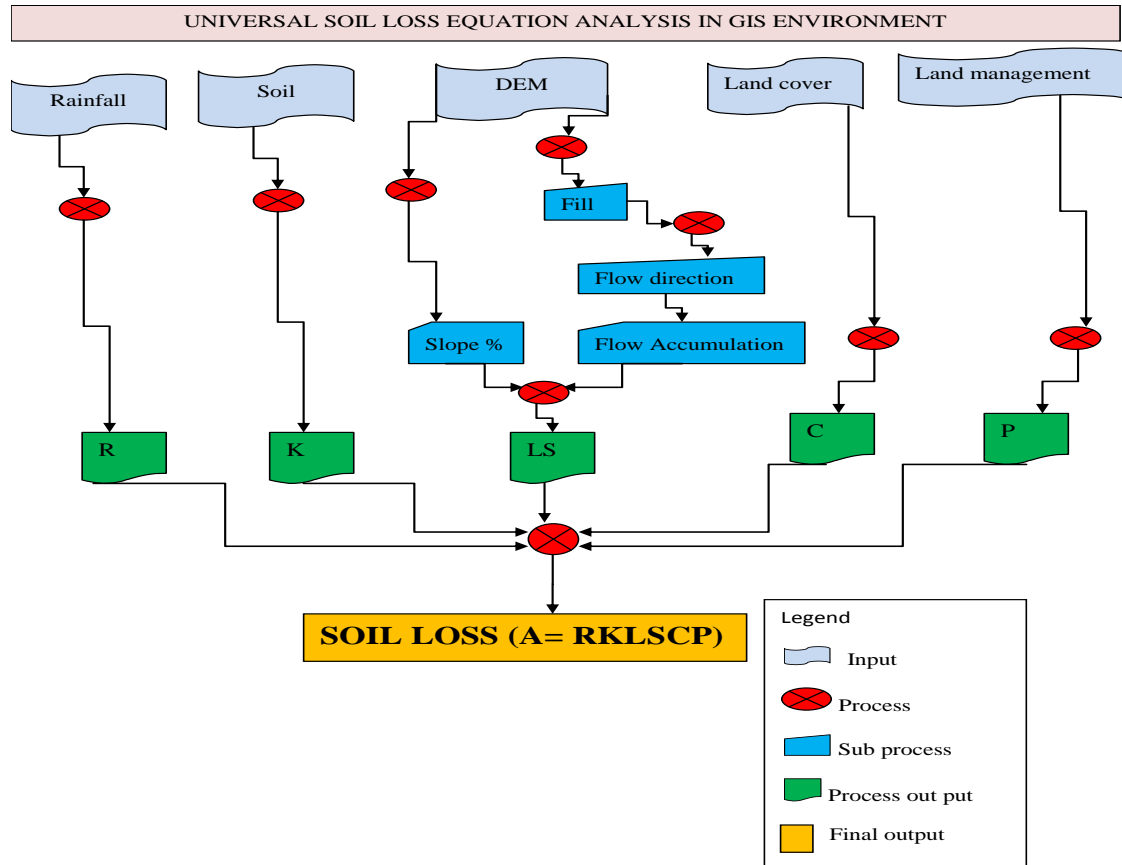 UNIVERSAL SOIL LOSS EQUATION ANALYSIS IN GIS ENVIRONMENT
Rainfall
Soil
DEM
Land cover
Land management
Fill
Flow direction
Slope %
Flow Accumulation
R
K
LS
C
P
SOIL LOSS (A= RKLSCP)
Legend
Input
Process
Sub process
Process out put
Final output